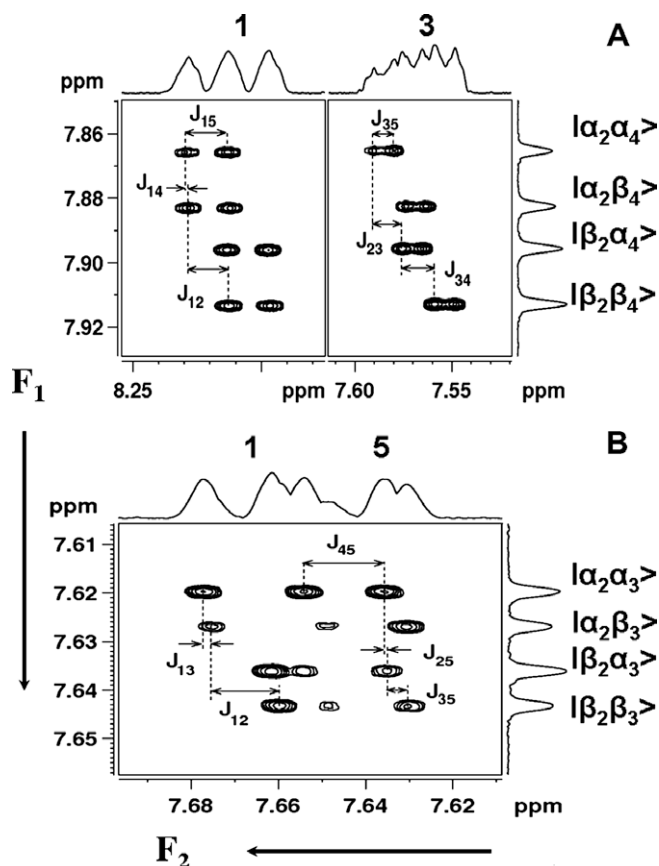 1 3 A
ppm
J15 J35
7.86 |α2α4>
J14
7.88 |α2β4>
J23
7.90 |β2α4>
J12 J34
7.92 |β2β4>
8.25 ppm 7.60 7.55 ppm
F1
1 5 B
ppm
7.61
J45
7.62 |α2α3>
7.63 |α2β3>
J13 J25
7.64 |β2α3>
J12 J35
7.65 |β2β3>
7.68 7.66 7.64 7.62 ppm
F2